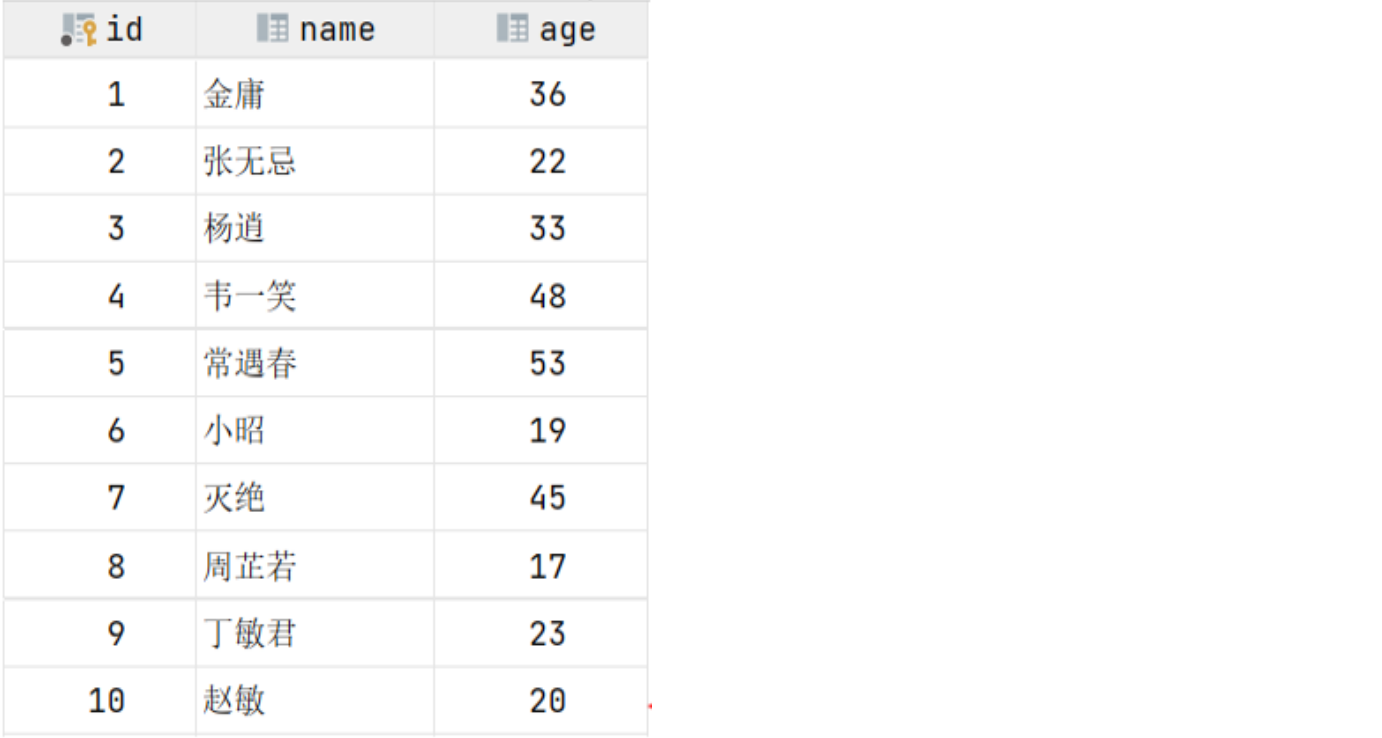 id name age
1 金庸 36
2 张无忌 22
3 杨逍 33
4 韦一笑 48
5 常遇春 53
6 小昭 19
7 灭绝 45
8 周芷若 17
9 丁敏君 23
10 赵敏 20